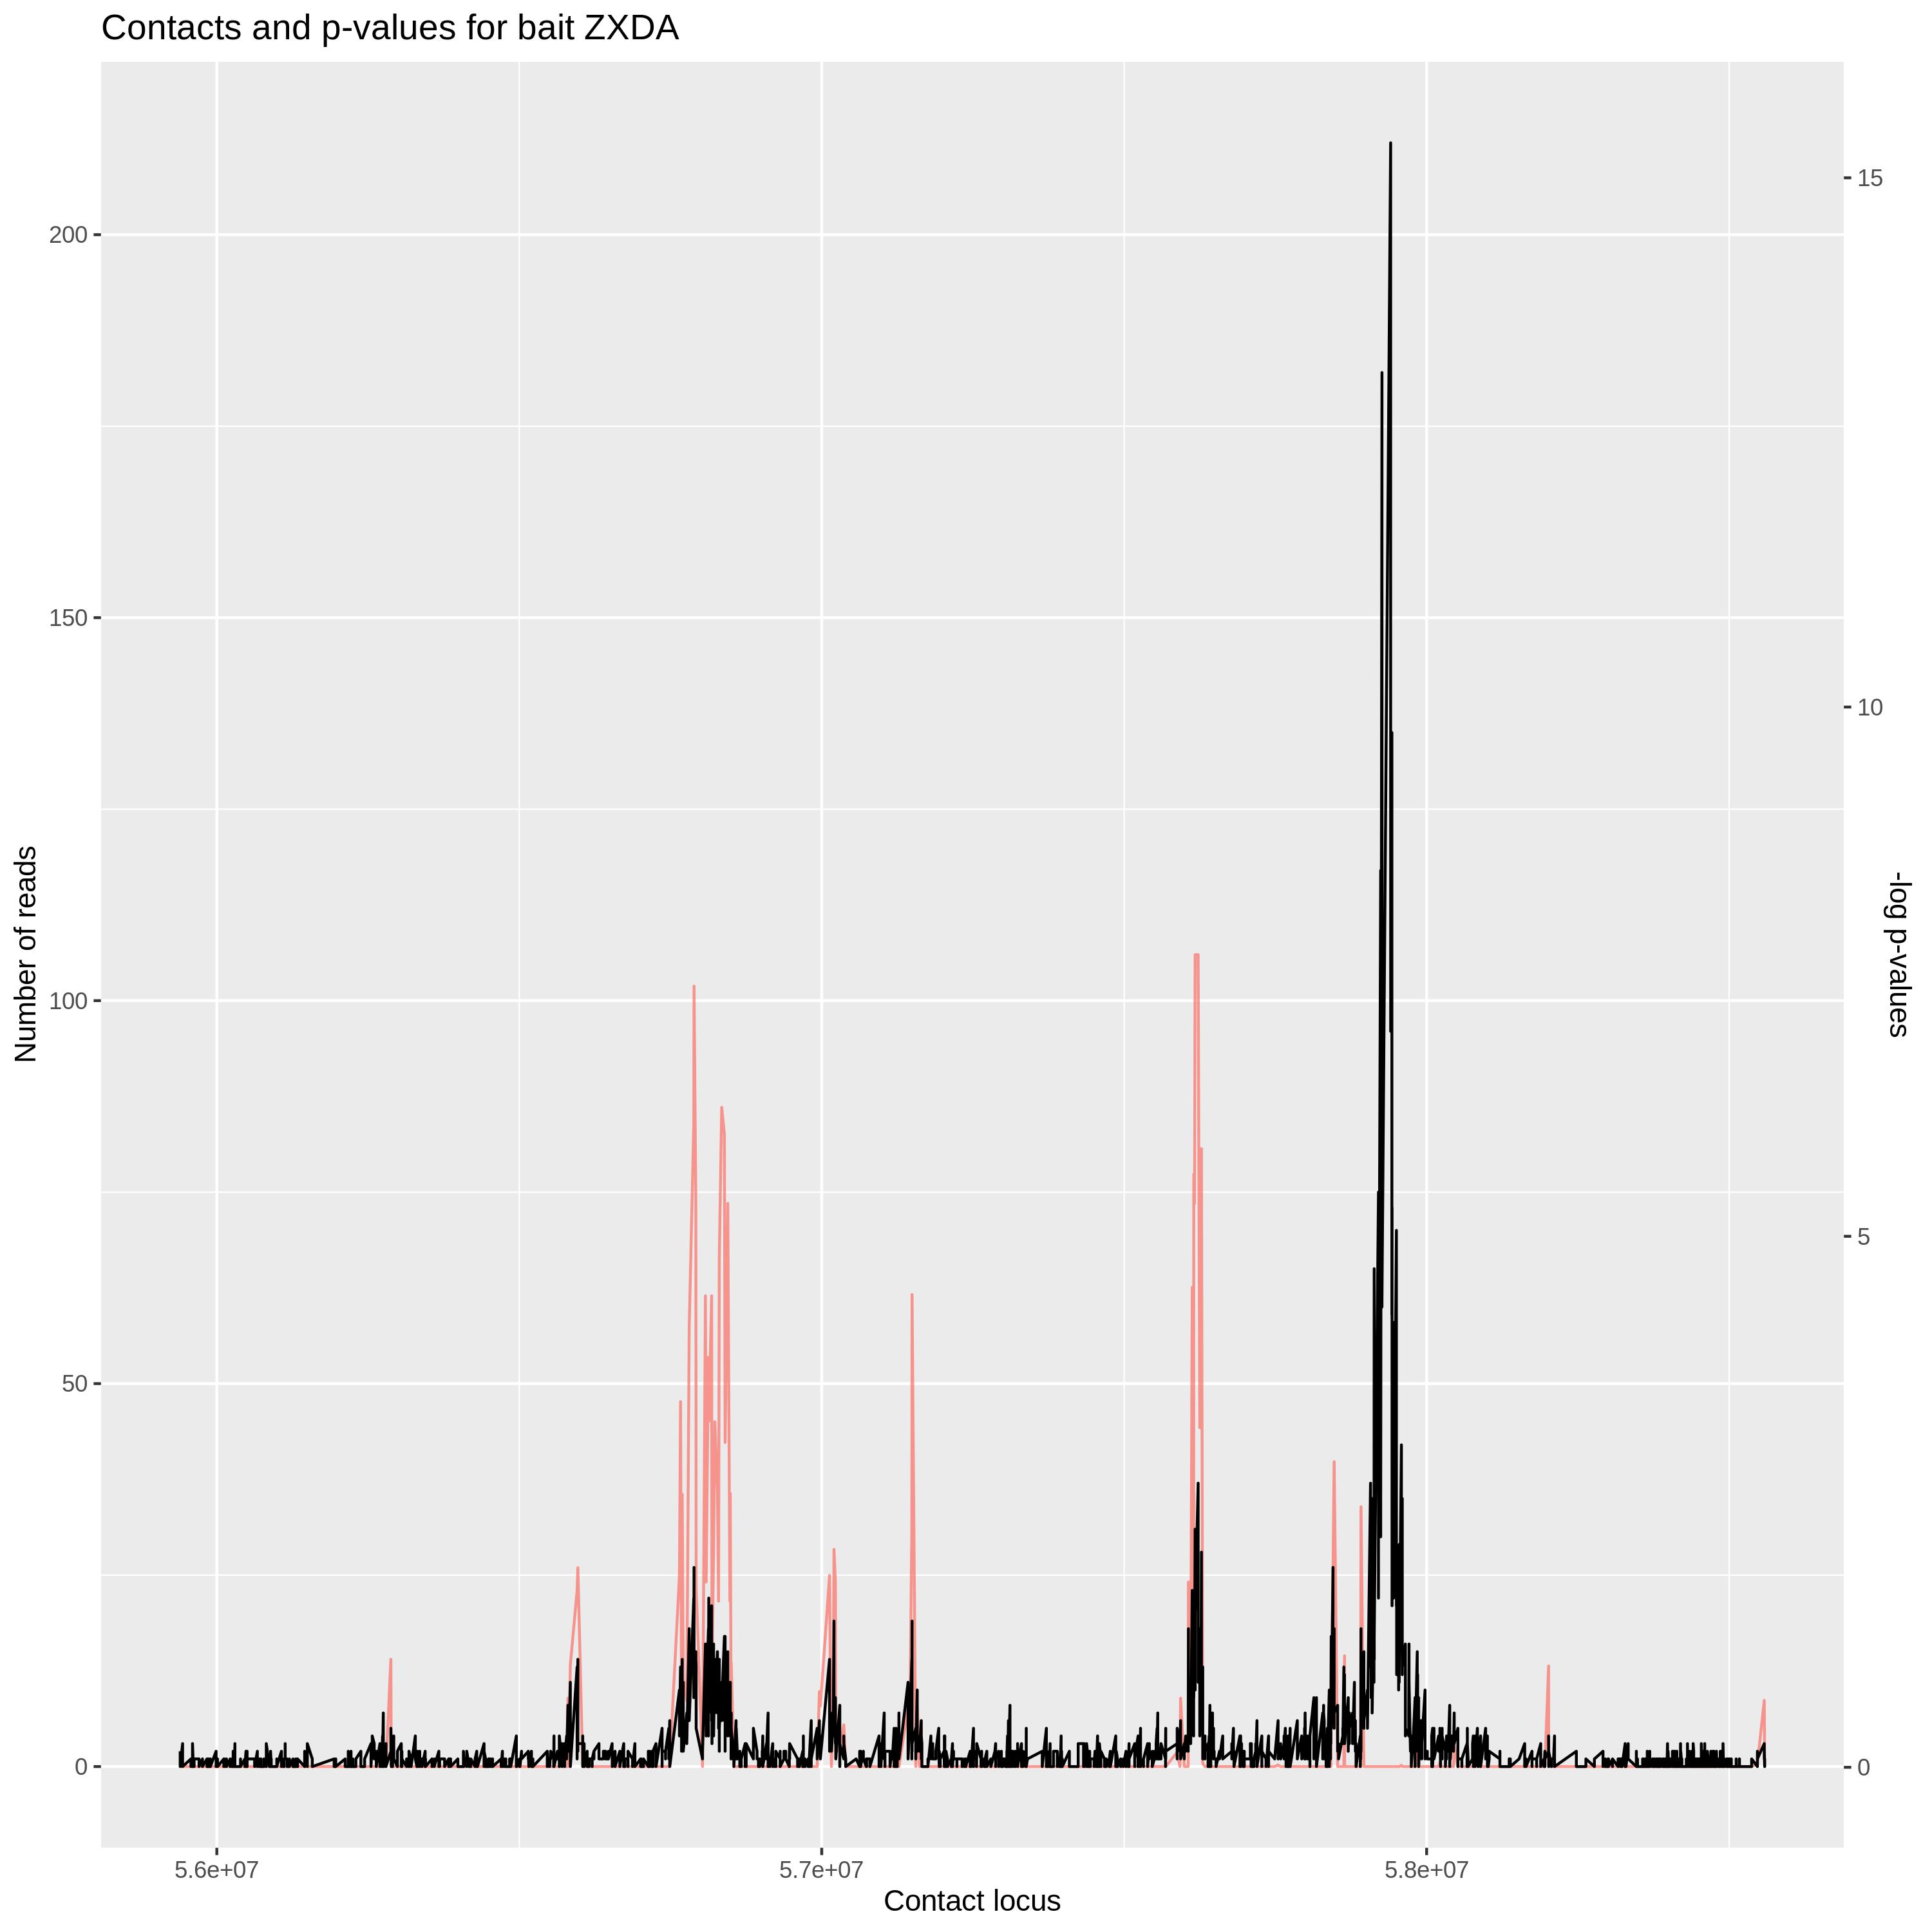 Contacts and p-values for bait ZXDA
200
150
100
50
0
Number of reads
15
10
5
0
-log p-values
5.6e+07
5.7e+07
5.8e+07
Contact locus